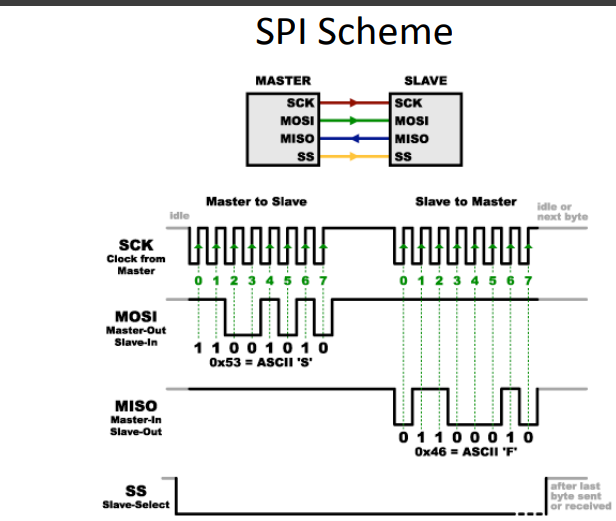 SPI Scheme
MASTER SLAVE
SCK SCK
MOSI MOSI
MISO MISO
SS SS
Master to Slave Slave to Master
idle idle or
next byte
SCK
Clock from
Master
0 1 2 3 4 5 6 7 0 1 2 3 4 5 6 7
MOSI
Master-Out
Slave-In
1 1 0 0 1 0 1 0
0x53 = ASCII 'S'
MISO
Master-In
Slave-Out
0 1 1 0 0 0 1 0
0x46 = ASCII 'F'
SS
Slave-Select
after last
byte sent
or received